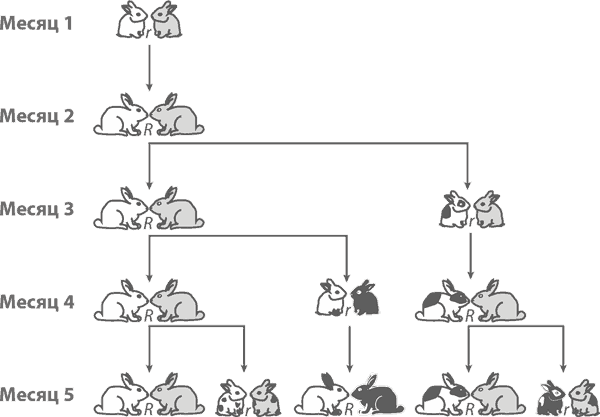 Месяц 1
r
Месяц 2
R
Месяц 3
R r
Месяц 4
R r R
Месяц 5
R r R R r